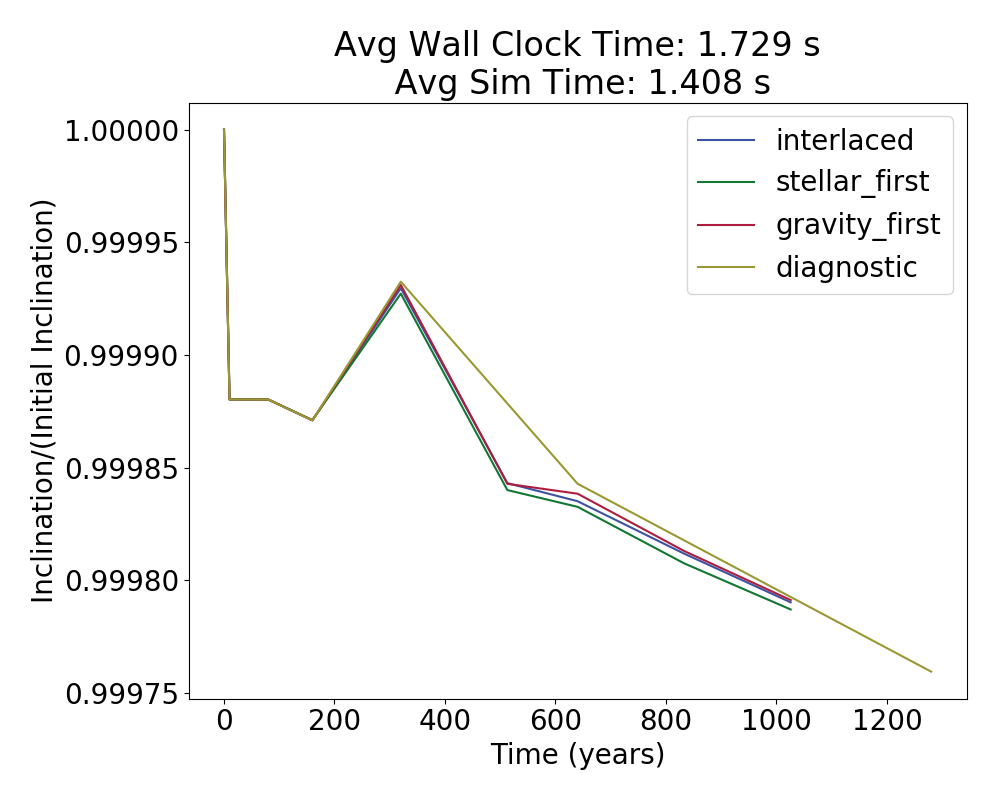 Avg Wall Clock Time: 1.729 s
Avg Sim Time: 1.408 s
1.00000
0.99995
0.99990
0.99985
0.99980
0.99975
Inclination/(Initial Inclination)
interlaced
stellar_first
gravity_first
diagnostic
0 200 400 600 800 1000 1200
Time (years)